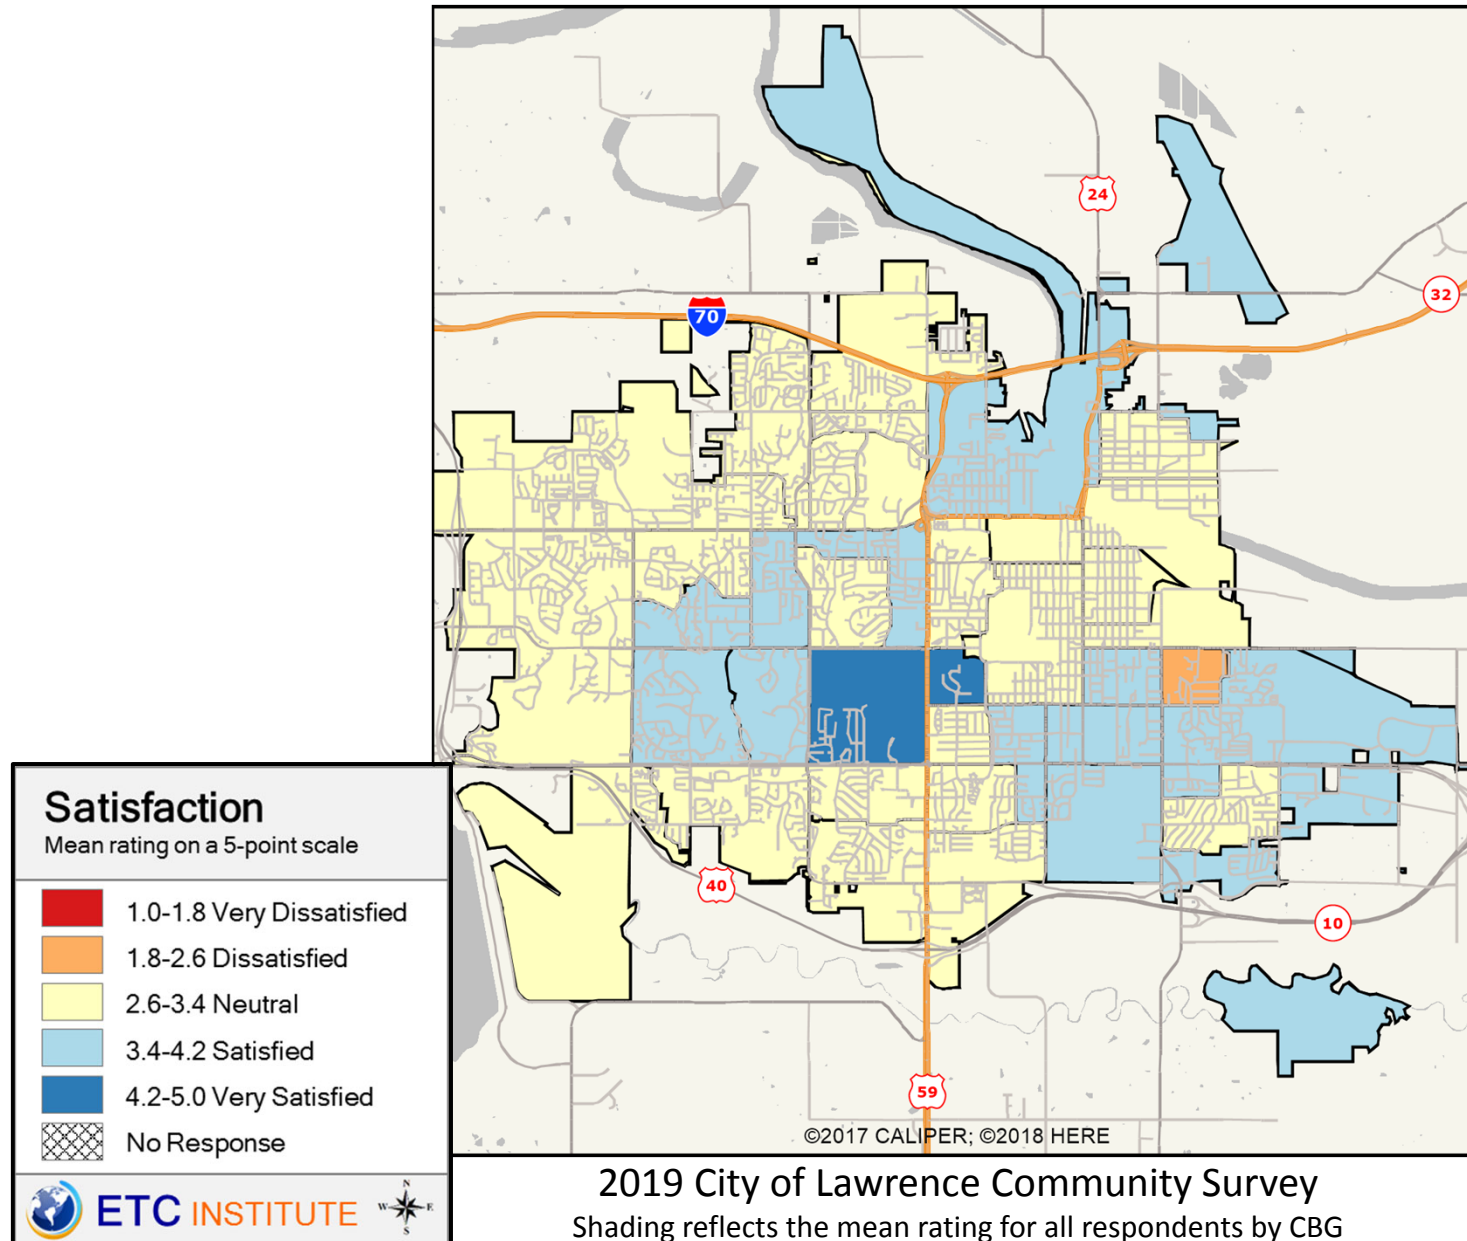 24
32
70
40
10
59
©2017 CALIPER; ©2018 HERE
Satisfaction
Mean rating on a 5-point scale
1.0-1.8 Very Dissatisfied
1.8-2.6 Dissatisfied
2.6-3.4 Neutral
3.4-4.2 Satisfied
4.2-5.0 Very Satisfied
No Response
ETC INSTITUTE
N
W E
S
2019 City of Lawrence Community Survey
Shading reflects the mean rating for all respondents by CBG